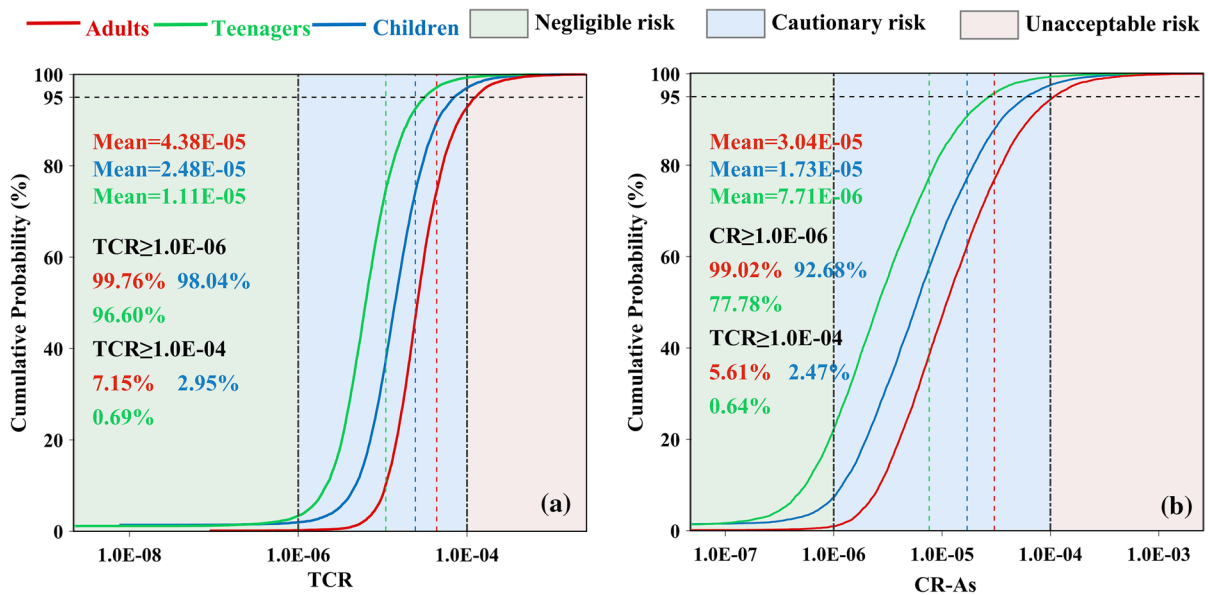 Adults Teenagers Children Negligible risk Cautionary risk Unacceptable risk
100
95
80
60
40
20
0
Cumulative Probability (%)
Mean=4.38E-05
Mean=2.48E-05
Mean=1.11E-05
TCR≥1.0E-06
99.76% 98.04%
96.60%
TCR≥1.0E-04
7.15% 2.95%
0.69%
(a)
1.0E-08 1.0E-06 1.0E-04
TCR
100
95
80
60
40
20
0
Cumulative Probability (%)
Mean=3.04E-05
Mean=1.73E-05
Mean=7.71E-06
CR≥1.0E-06
99.02% 92.68%
77.78%
TCR≥1.0E-04
5.61% 2.47%
0.64%
(b)
1.0E-07 1.0E-06 1.0E-05 1.0E-04 1.0E-03
CR-As